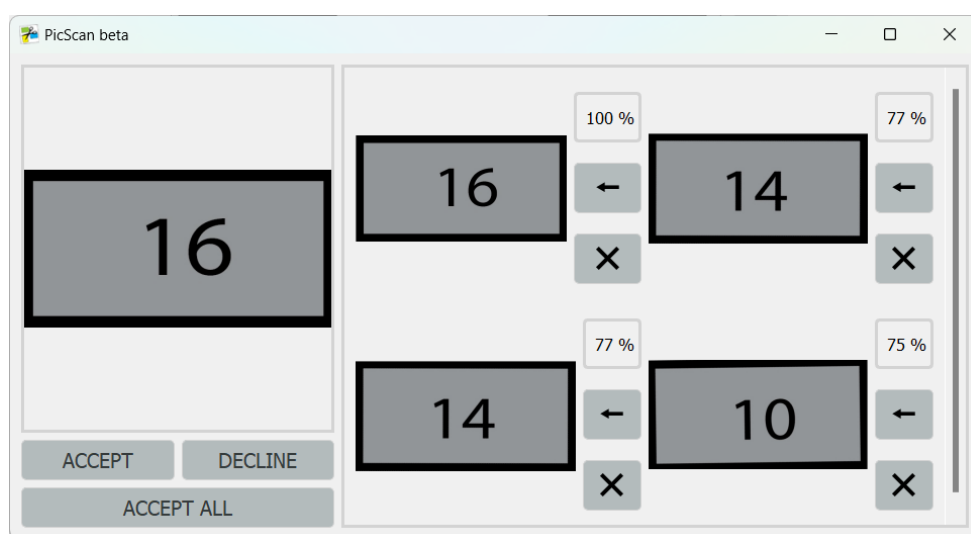 PicScan beta
16
ACCEPT
DECLINE
ACCEPT ALL
16
100 %
14
77 %
14
77 %
10
75 %